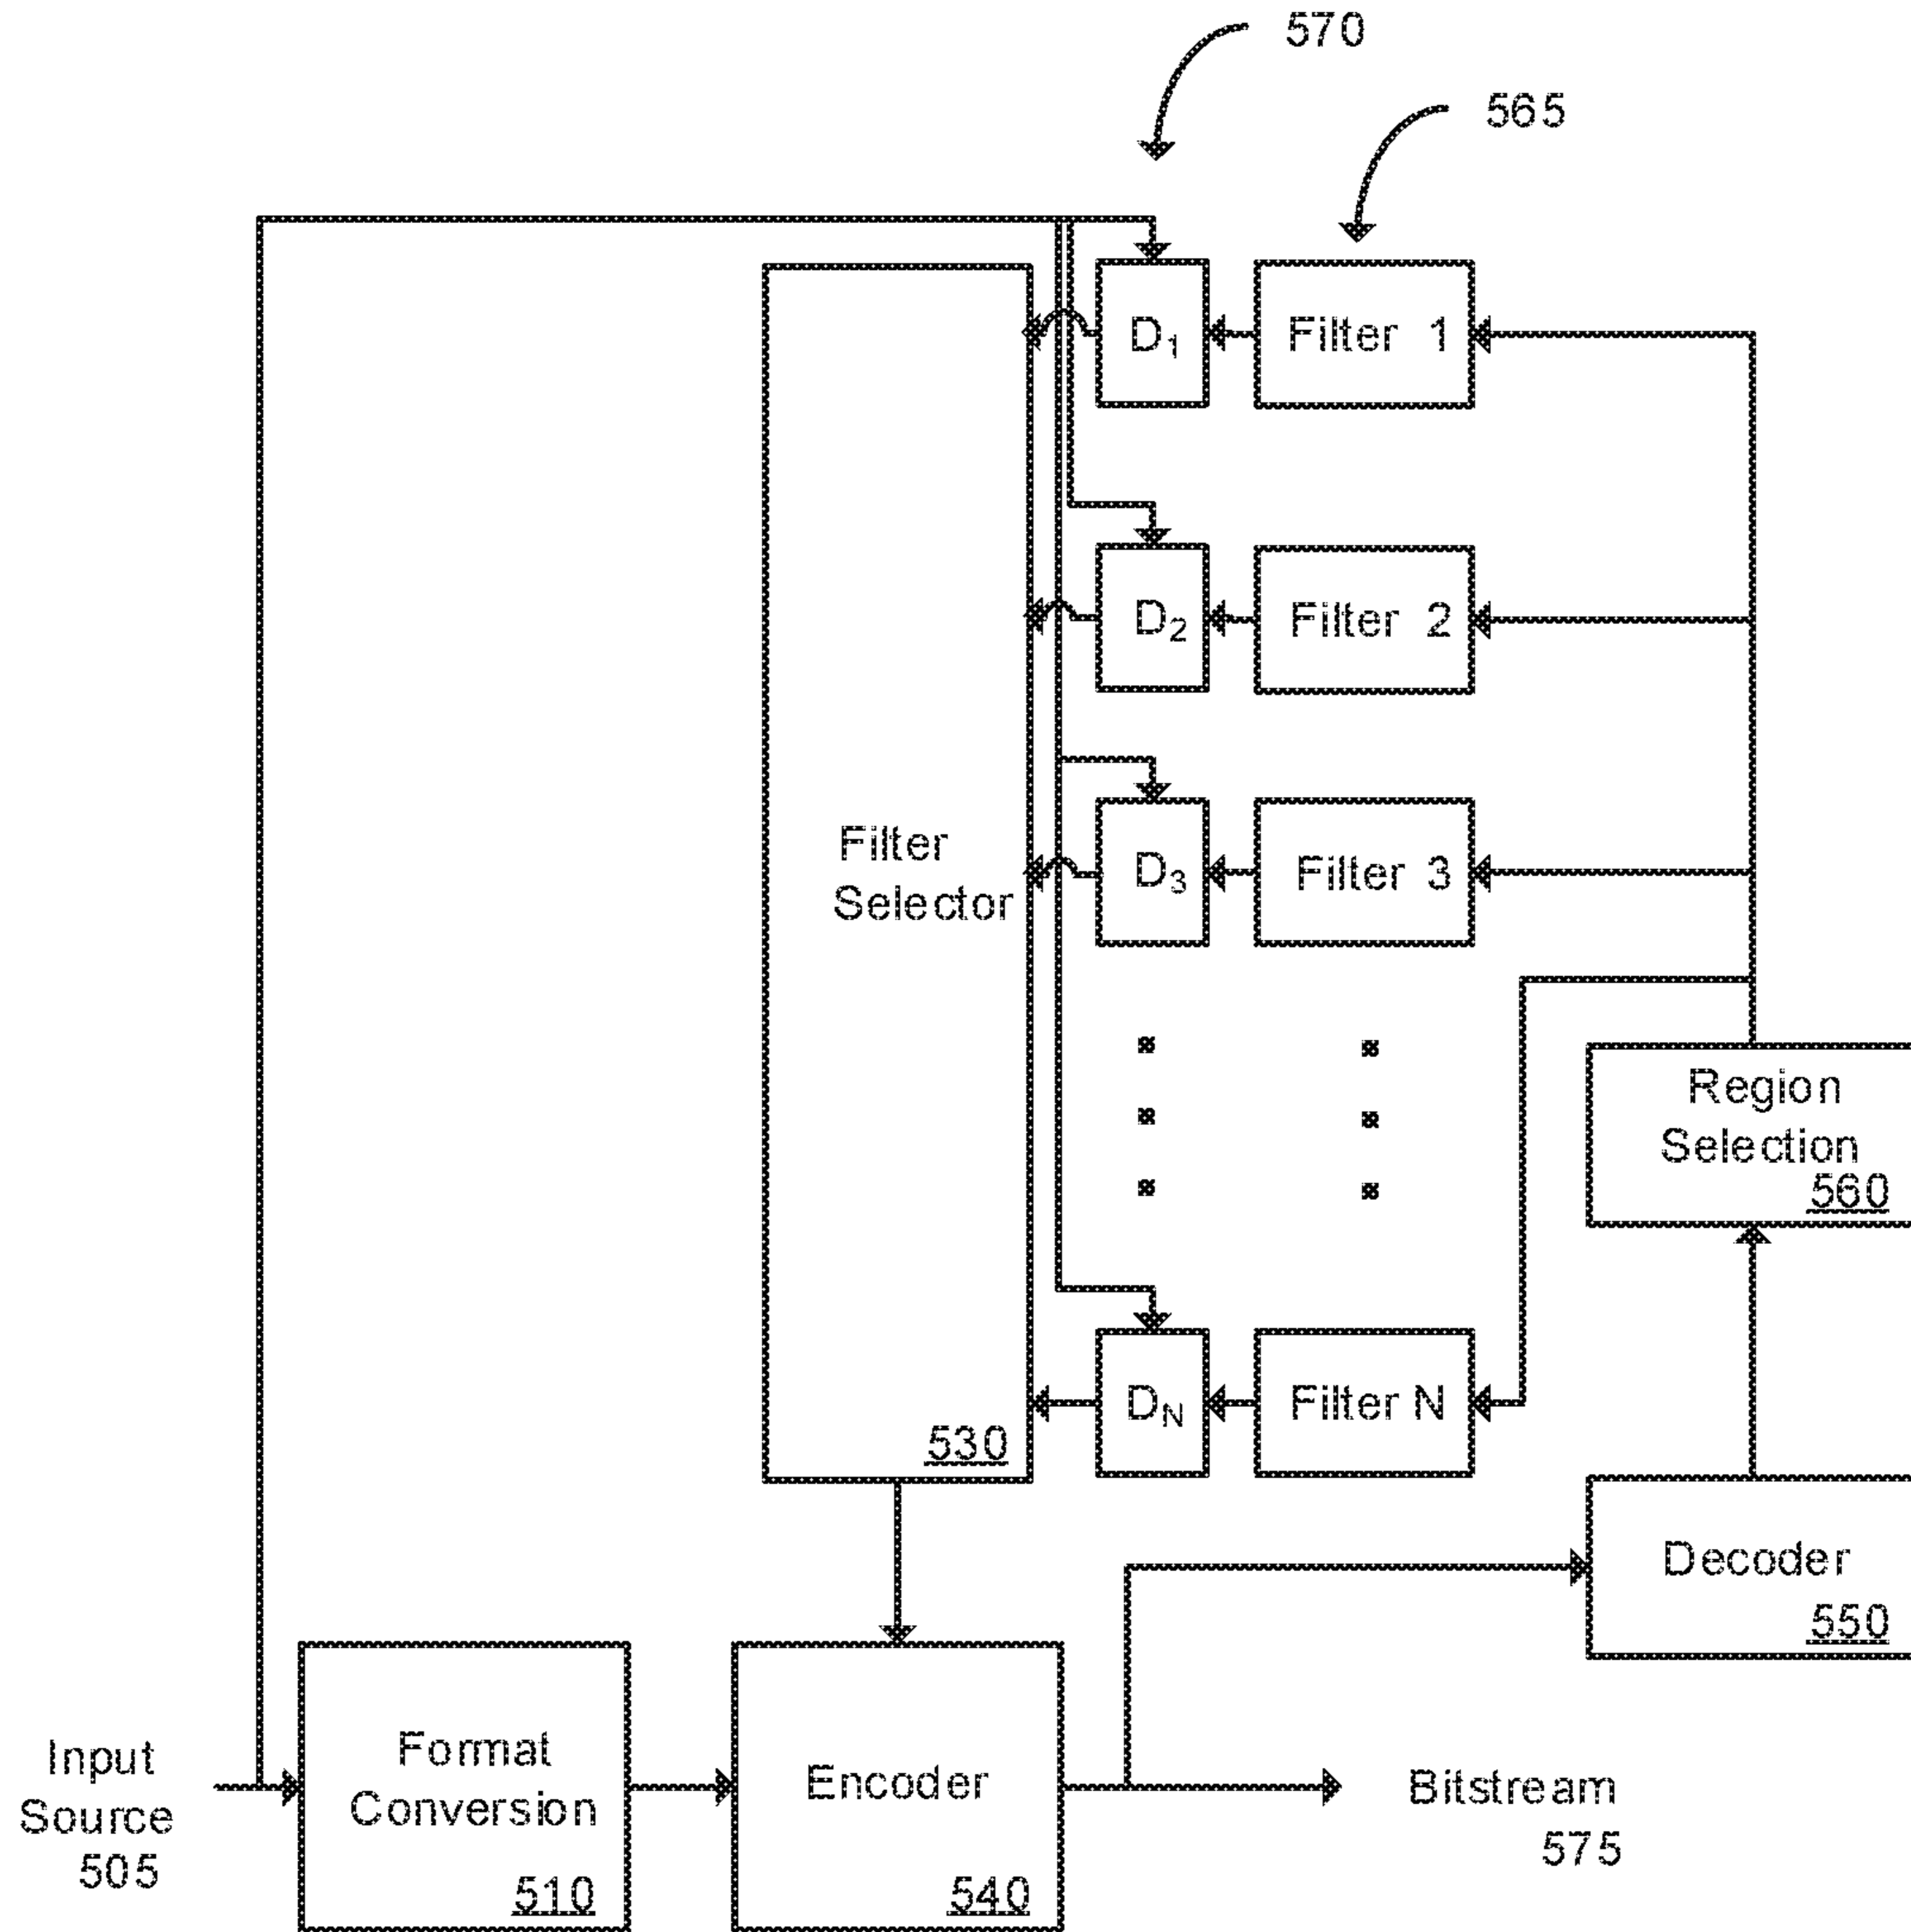 570
565
D1
Filter 1
D2
Filter 2
Filter
Selector
530
D3
Filter 3
Region
Selection
560
DN
Filter N
Decoder
550
Input
Source
505
Format
Conversion
510
Encoder
540
Bitstream
575